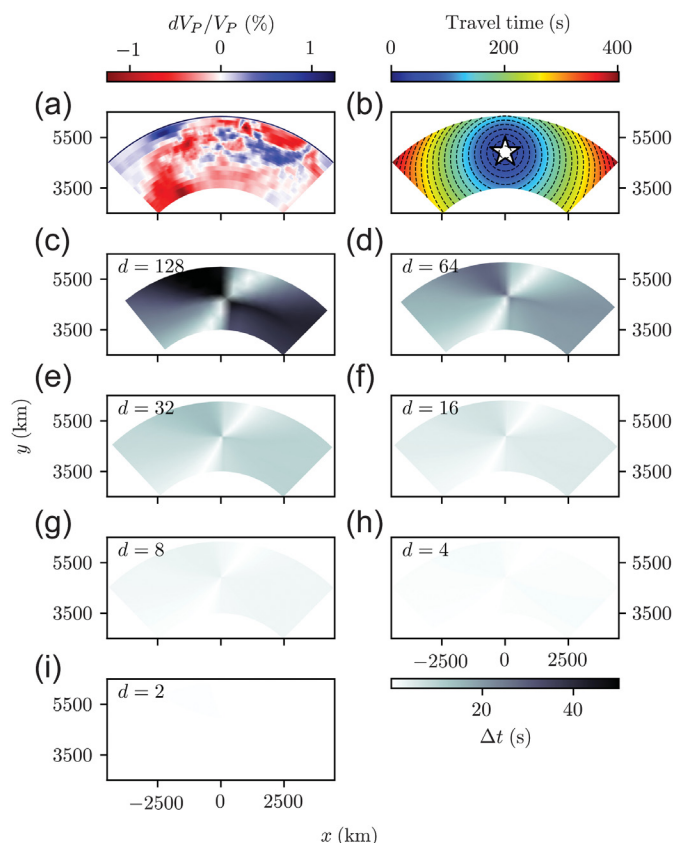 dV_P/V_P (%)
Travel time (s)
−1 0 1
0 200 400
(a)
(b)
5500
3500
5500
3500
(c)
(d)
d = 128
d = 64
5500
3500
5500
3500
(e)
(f)
d = 32
d = 16
5500
3500
5500
3500
y (km)
(g)
(h)
d = 8
d = 4
5500
3500
5500
3500
−2500 0 2500
(i)
d = 2
5500
3500
−2500 0 2500
20 40
Δt (s)
x (km)